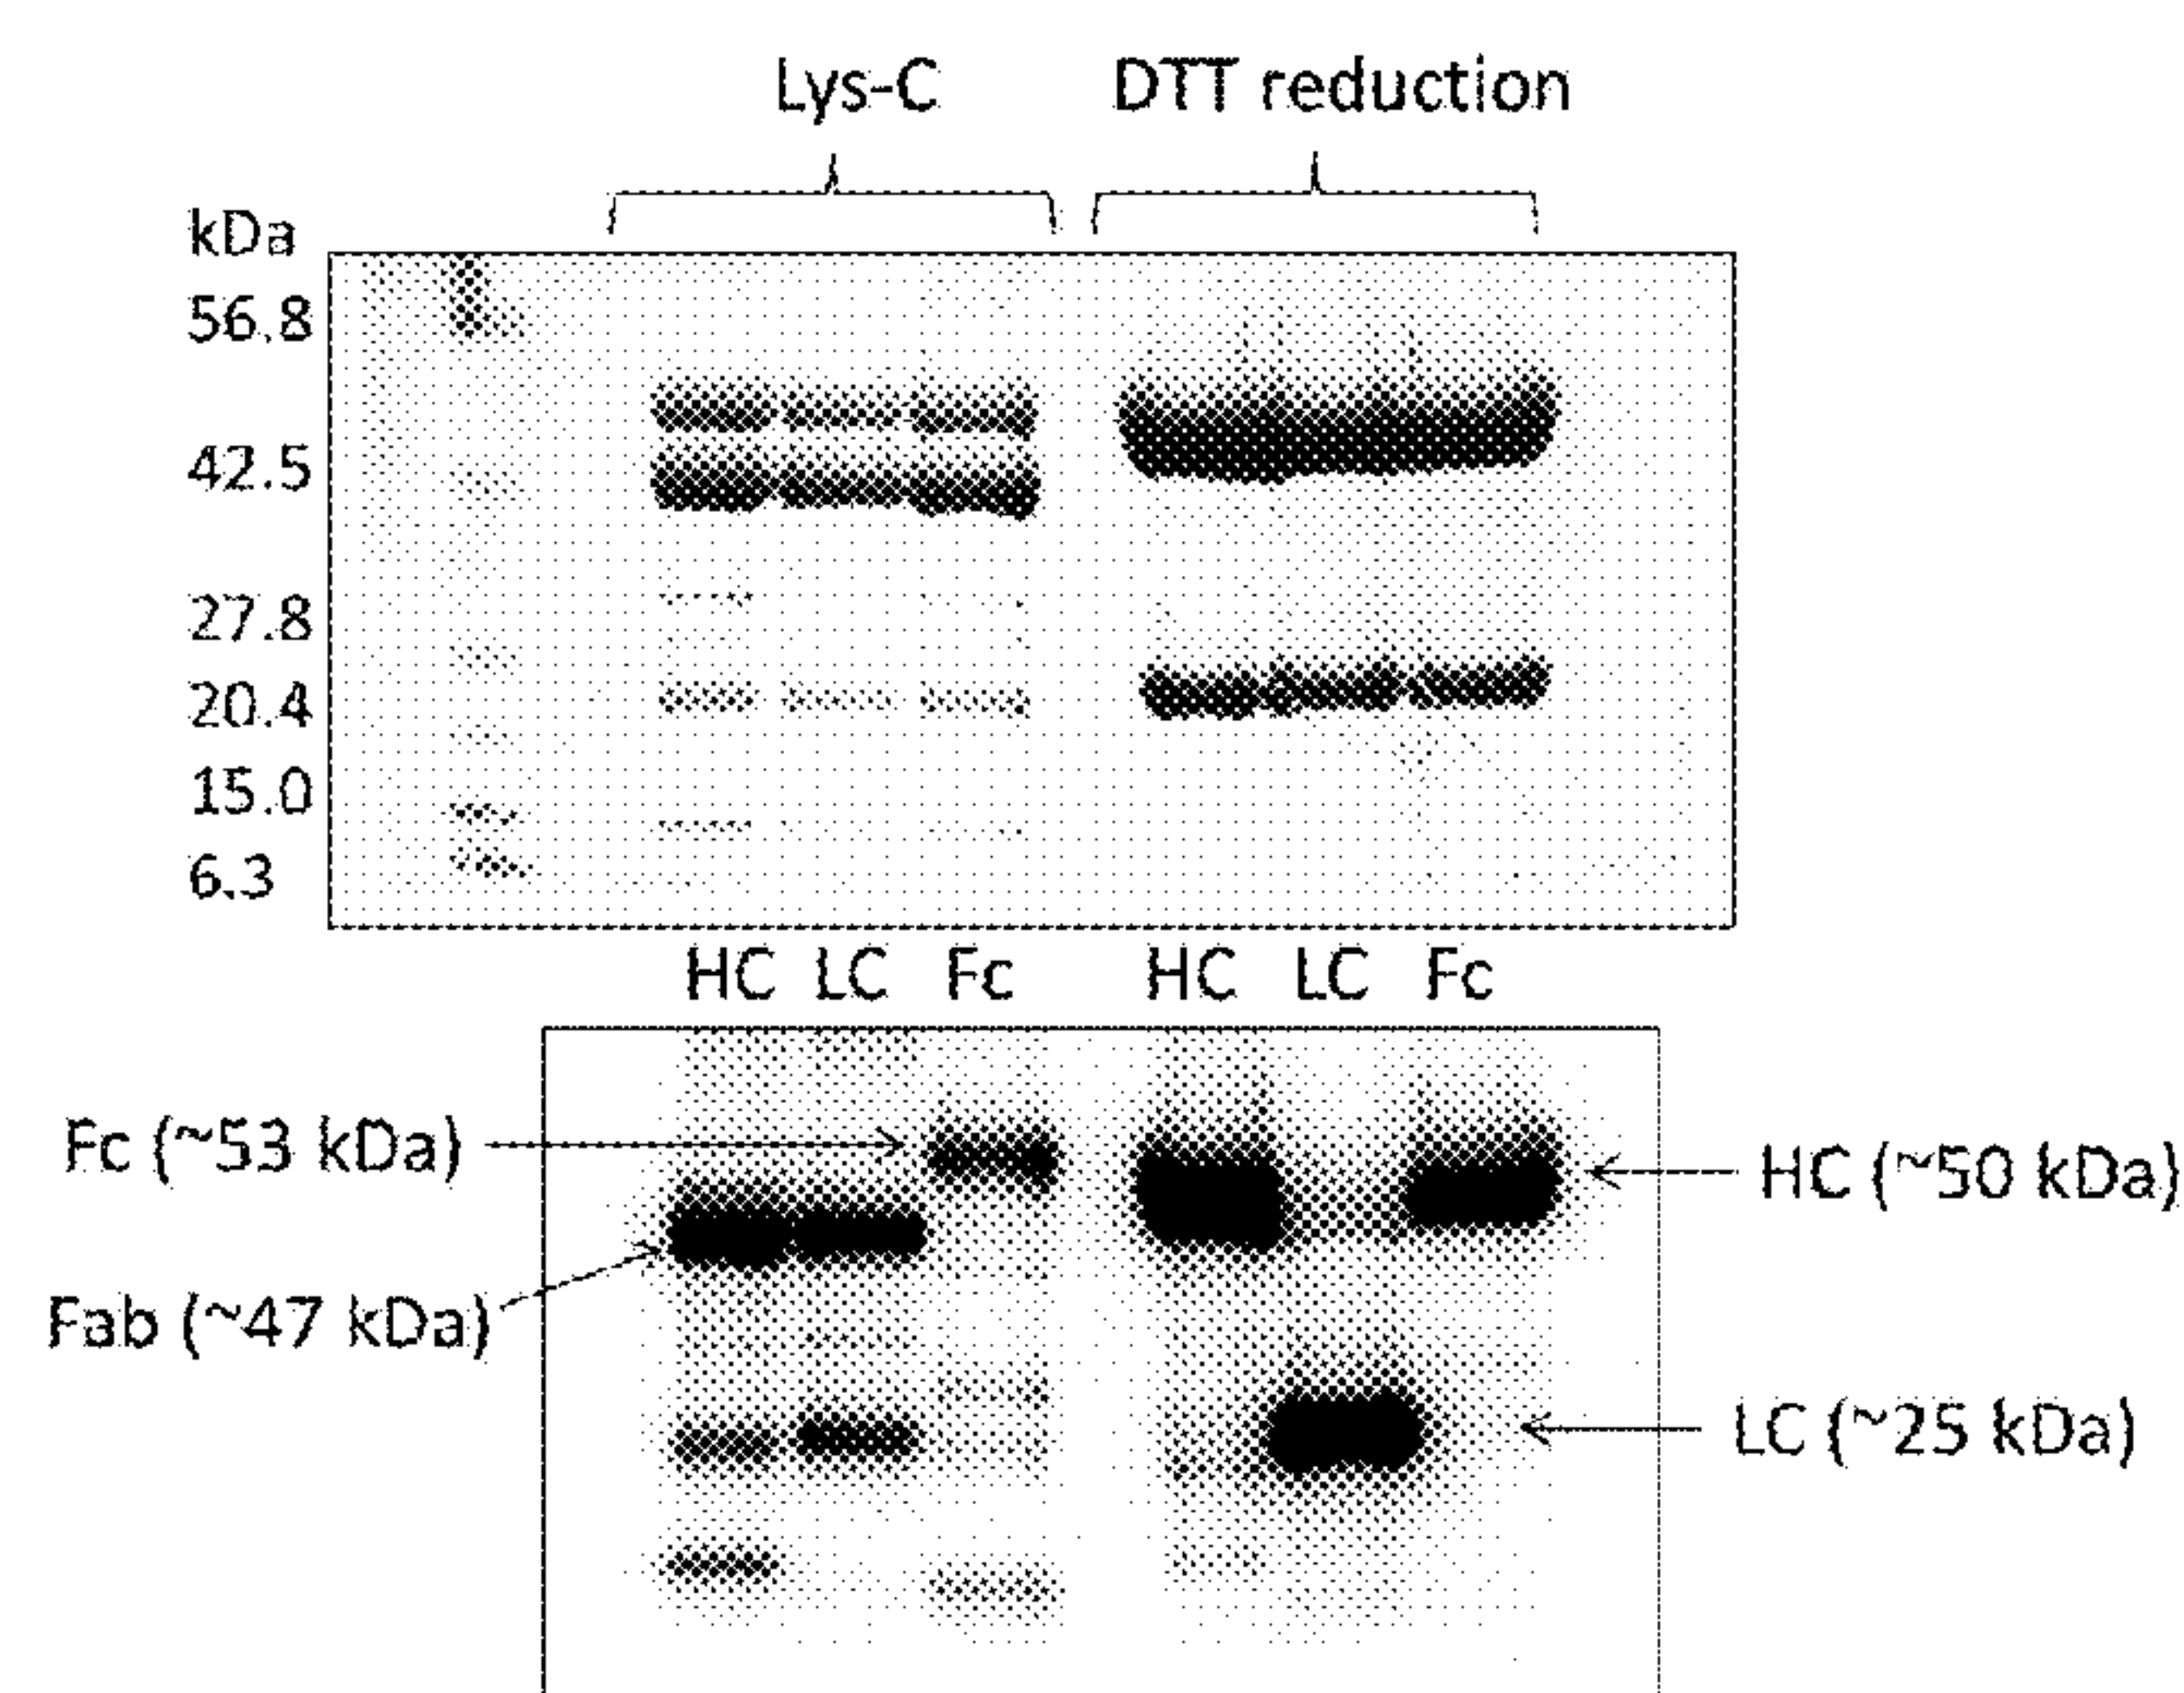 Lys-C DTT reduction
kDa
56.8
42.5
27.8
20.4
15.0
6.3
HC LC Fc HC LC Fc
Fc (~53 kDa)
HC (~50 kDa)
Fab (~47 kDa)
LC (~25 kDa)